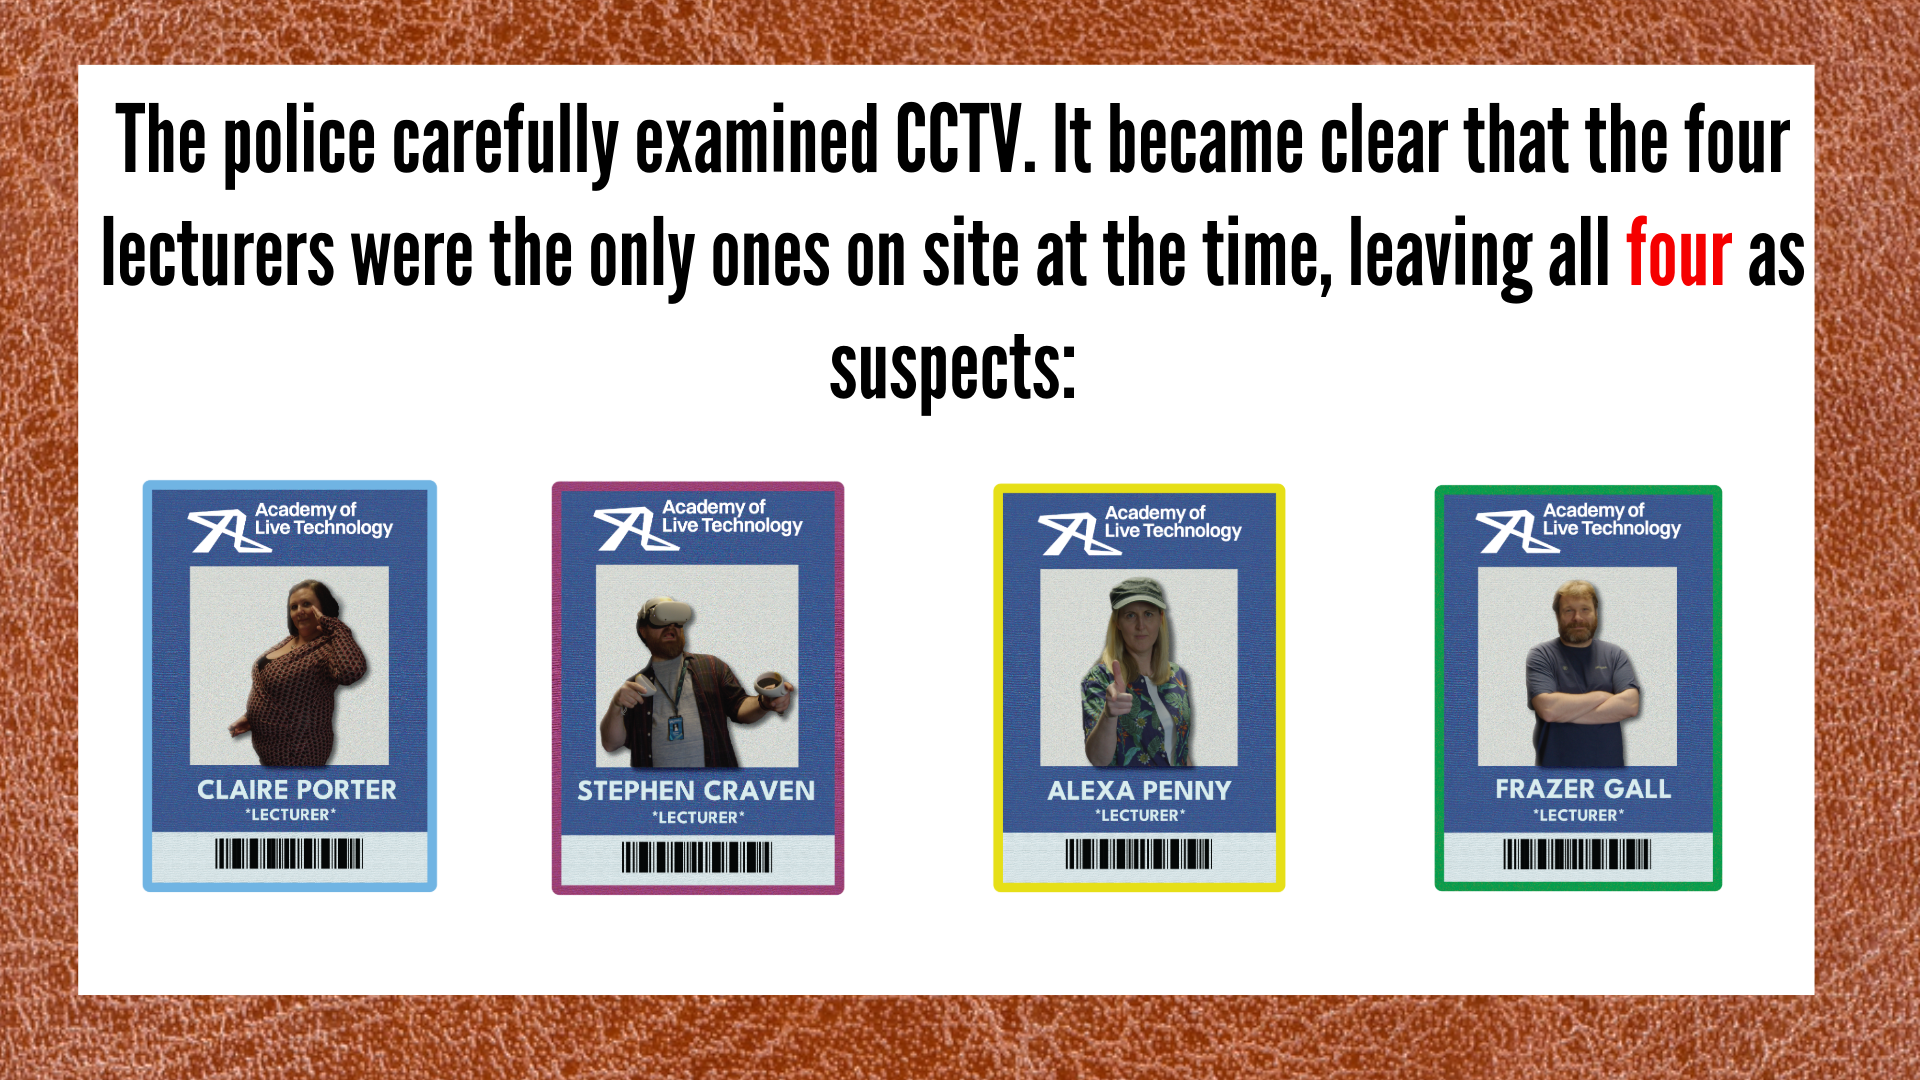 The police carefully examined CCTV. It became clear that the four
lecturers were the only ones on site at the time, leaving all four as
suspects:
Academy of
Live Technology
CLAIRE PORTER
*LECTURER*
Academy of
Live Technology
STEPHEN CRAVEN
*LECTURER*
Academy of
Live Technology
ALEXA PENNY
*LECTURER*
Academy of
Live Technology
FRAZER GALL
*LECTURER*